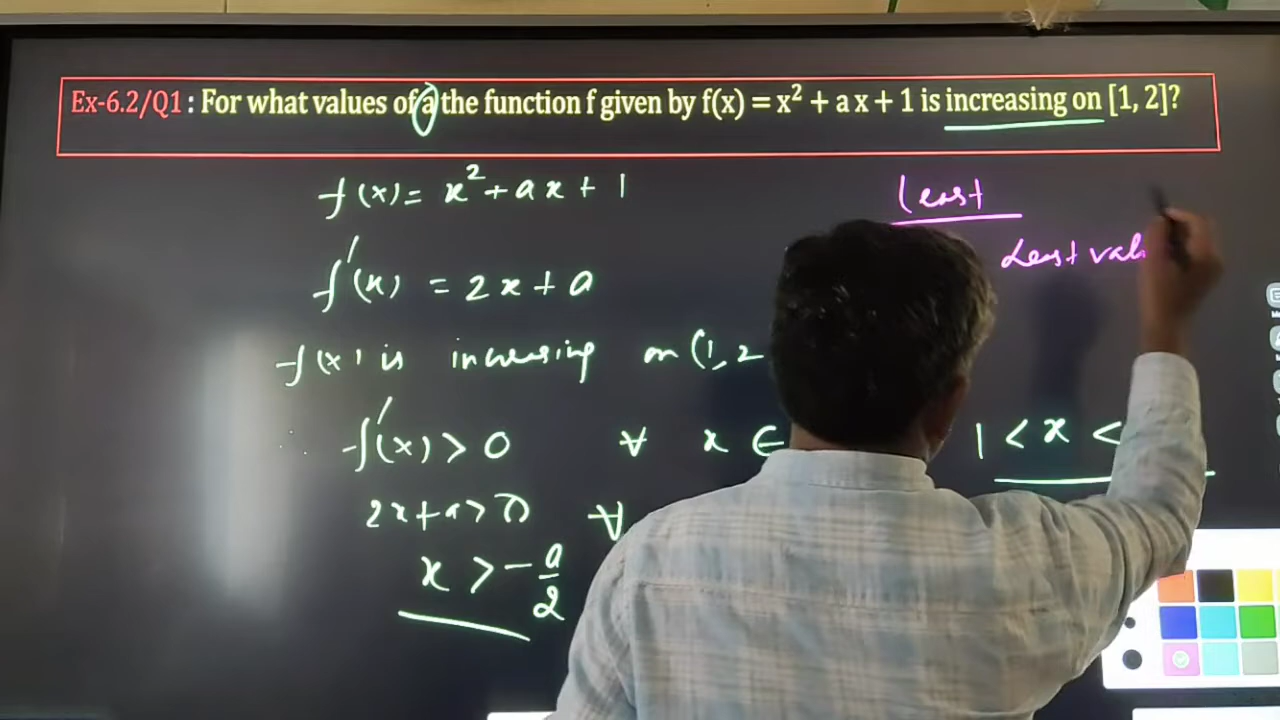 Ex-6.2/Q1 : For what values of a the function f given by f(x) = x² + a x + 1 is increasing on [1, 2]?
f(x) = x² + ax + 1
least
f'(x) = 2x + a
Least val
f(x) is increasing on (1, 2
f'(x) > 0 ∀ x ∈ 1 < x <
2x + a > 0 ∀
x > -a/2